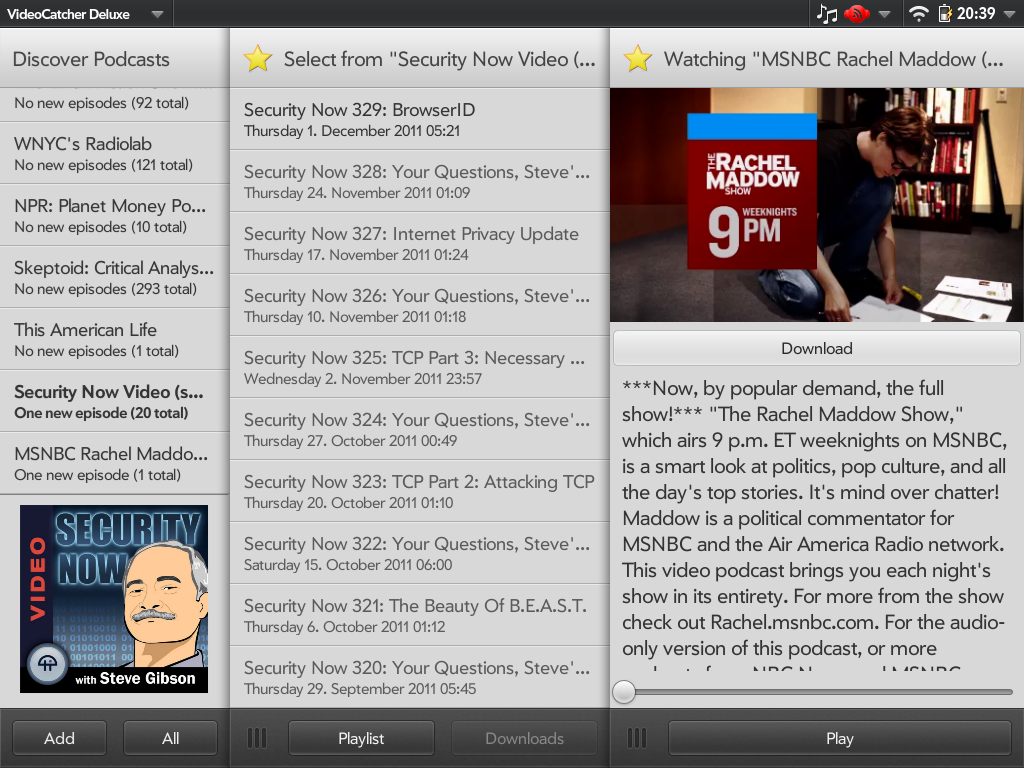 VideoCatcher Deluxe
20:39
Discover Podcasts
No new episodes (92 total)
WNYC's Radiolab
No new episodes (121 total)
NPR: Planet Money Po...
No new episodes (10 total)
Skeptoid: Critical Analys...
No new episodes (293 total)
This American Life
No new episodes (1 total)
Security Now Video (s...
One new episode (20 total)
MSNBC Rachel Maddo...
One new episode (1 total)
VIDEO
SECURITY
NOW
with Steve Gibson
Add
All
Select from "Security Now Video (...
Security Now 329: BrowserID
Thursday 1. December 2011 05:21
Security Now 328: Your Questions, Steve'...
Thursday 24. November 2011 01:09
Security Now 327: Internet Privacy Update
Thursday 17. November 2011 01:24
Security Now 326: Your Questions, Steve'...
Thursday 10. November 2011 01:18
Security Now 325: TCP Part 3: Necessary ...
Wednesday 2. November 2011 23:57
Security Now 324: Your Questions, Steve'...
Thursday 27. October 2011 00:49
Security Now 323: TCP Part 2: Attacking TCP
Thursday 20. October 2011 01:10
Security Now 322: Your Questions, Steve'...
Saturday 15. October 2011 06:00
Security Now 321: The Beauty Of B.E.A.S.T.
Thursday 6. October 2011 01:12
Security Now 320: Your Questions, Steve'...
Thursday 29. September 2011 05:45
Playlist
Downloads
Watching "MSNBC Rachel Maddow (...
THE
RACHEL
MADDOW
SHOW
9 WEEKNIGHTS
PM
Download
***Now, by popular demand, the full
show!*** "The Rachel Maddow Show,"
which airs 9 p.m. ET weeknights on MSNBC,
is a smart look at politics, pop culture, and all
the day's top stories. It's mind over chatter!
Maddow is a political commentator for
MSNBC and the Air America Radio network.
This video podcast brings you each night's
show in its entirety. For more from the show
check out Rachel.msnbc.com. For the audio-
only version of this podcast, or more
Play